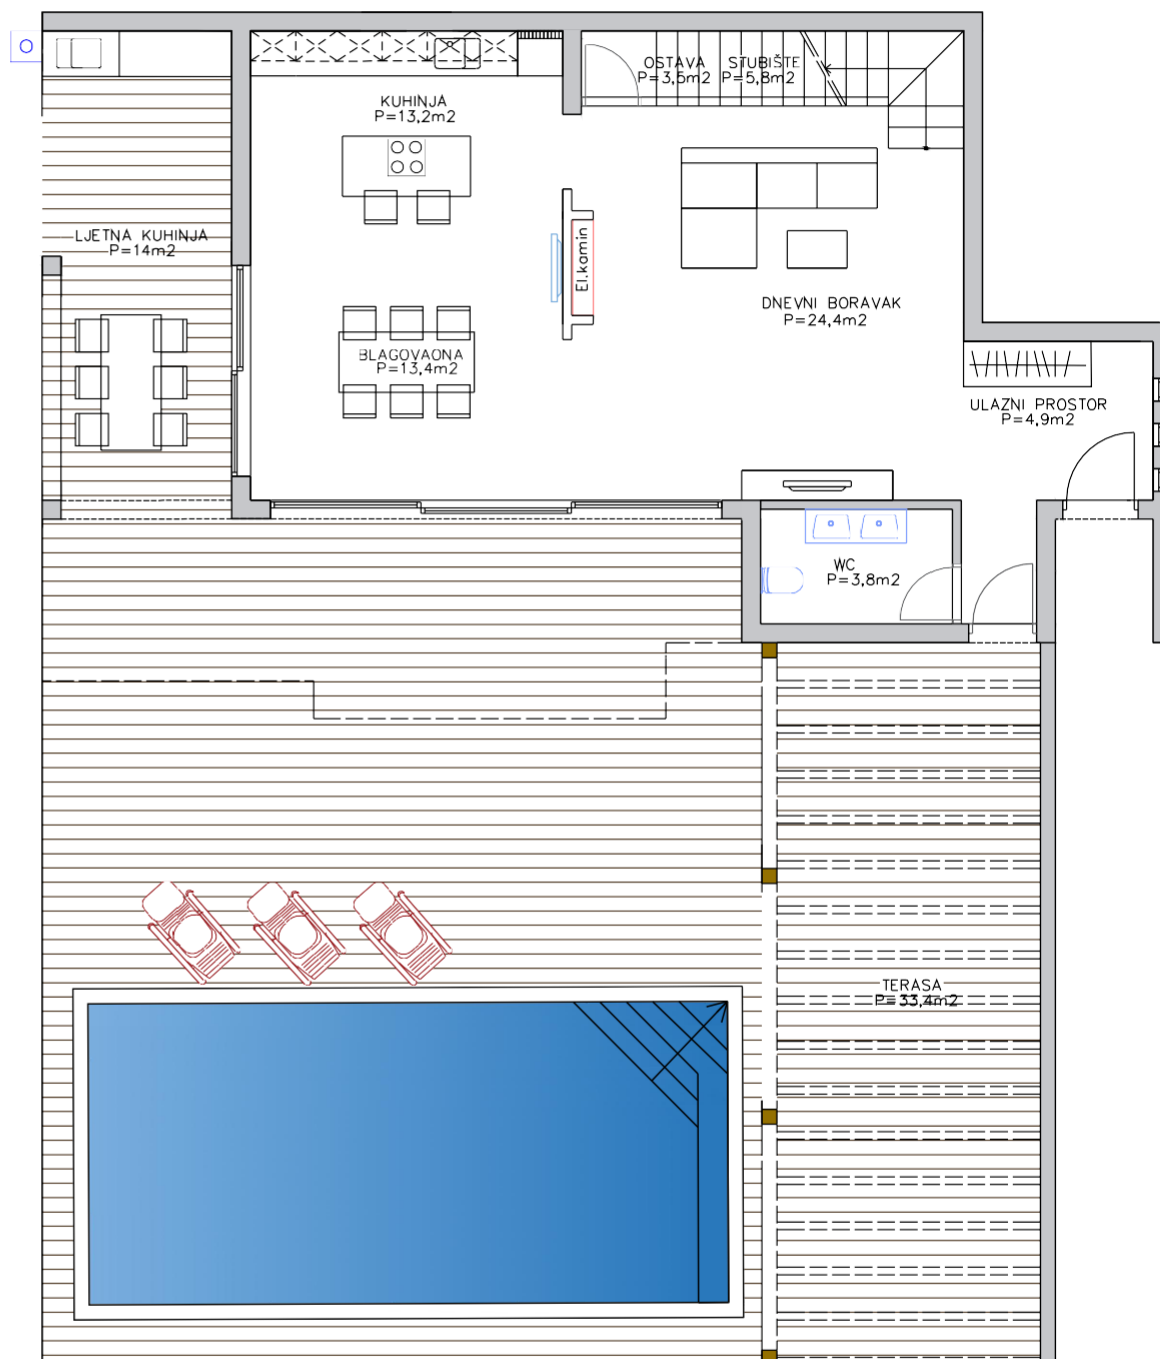 OSTAVA
P=3,5m2
STUBIŠTE
P=5,8m2
KUHINJA
P=13,2m2
LJETNA KUHINJA
P=14m2
El.kamin
DNEVNI BORAVAK
P=24,4m2
BLAGOVAONA
P=13,4m2
ULAZNI PROSTOR
P=4,9m2
WC
P=3,8m2
TERASA
P=33,4m2